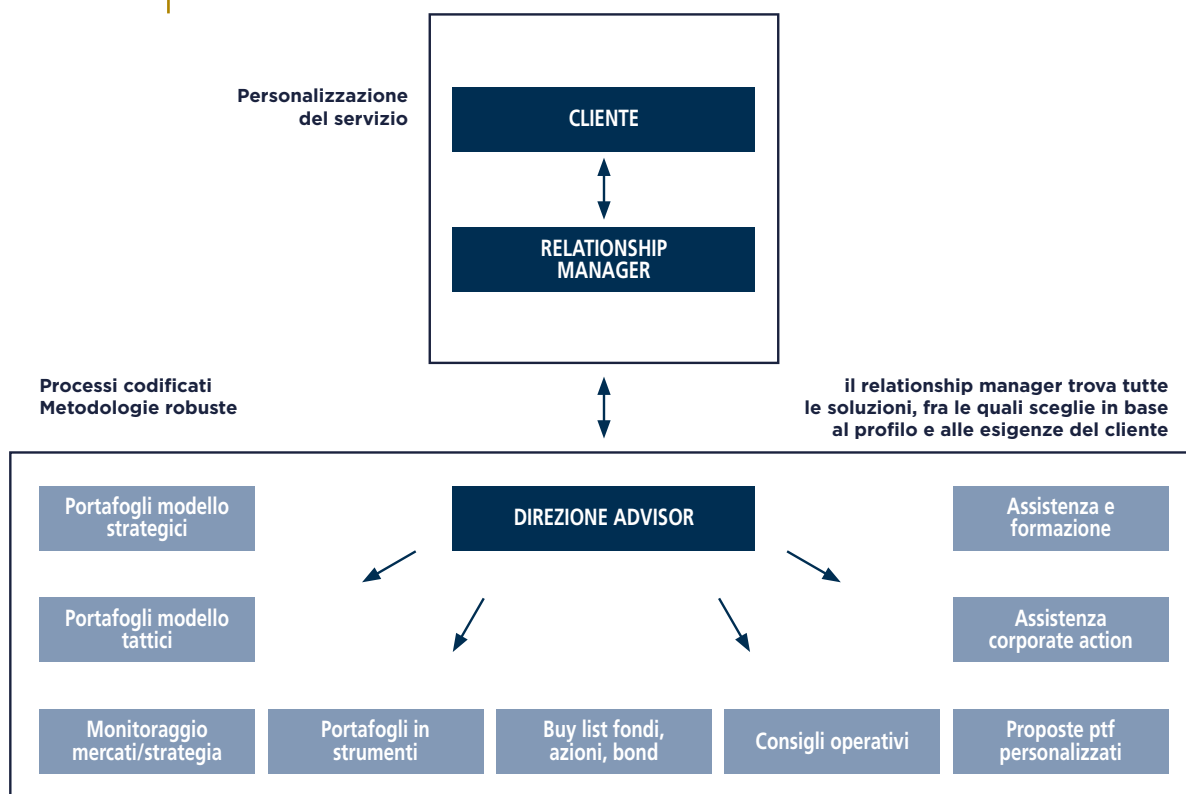 Personalizzazione
del servizio
CLIENTE
RELATIONSHIP
MANAGER
Processi codificati
Metodologie robuste
il relationship manager trova tutte
le soluzioni, fra le quali sceglie in base
al profilo e alle esigenze del cliente
Portafogli modello
strategici
DIREZIONE ADVISOR
Assistenza e
formazione
Portafogli modello
tattici
Assistenza
corporate action
Monitoraggio
mercati/strategia
Portafogli in
strumenti
Buy list fondi,
azioni, bond
Consigli operativi
Proposte ptf
personalizzati